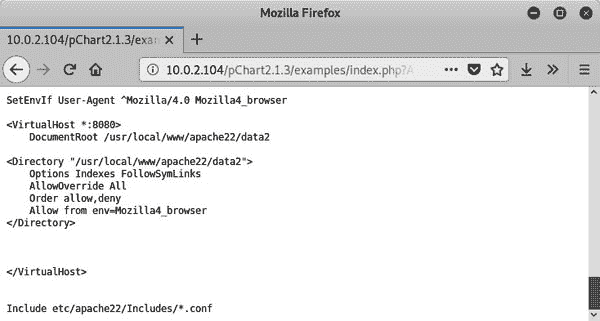 Mozilla Firefox
10.0.2.104/pChart2.1.3/exa
10.0.2.104/pChart2.1.3/examples/index.php?
SetEnvIf User-Agent ^Mozilla/4.0 Mozilla4_browser
<VirtualHost *:8080>
    DocumentRoot /usr/local/www/apache22/data2
<Directory "/usr/local/www/apache22/data2">
    Options Indexes FollowSymLinks
    AllowOverride All
    Order allow,deny
    Allow from env=Mozilla4_browser
</Directory>
</VirtualHost>
Include etc/apache22/Includes/*.conf